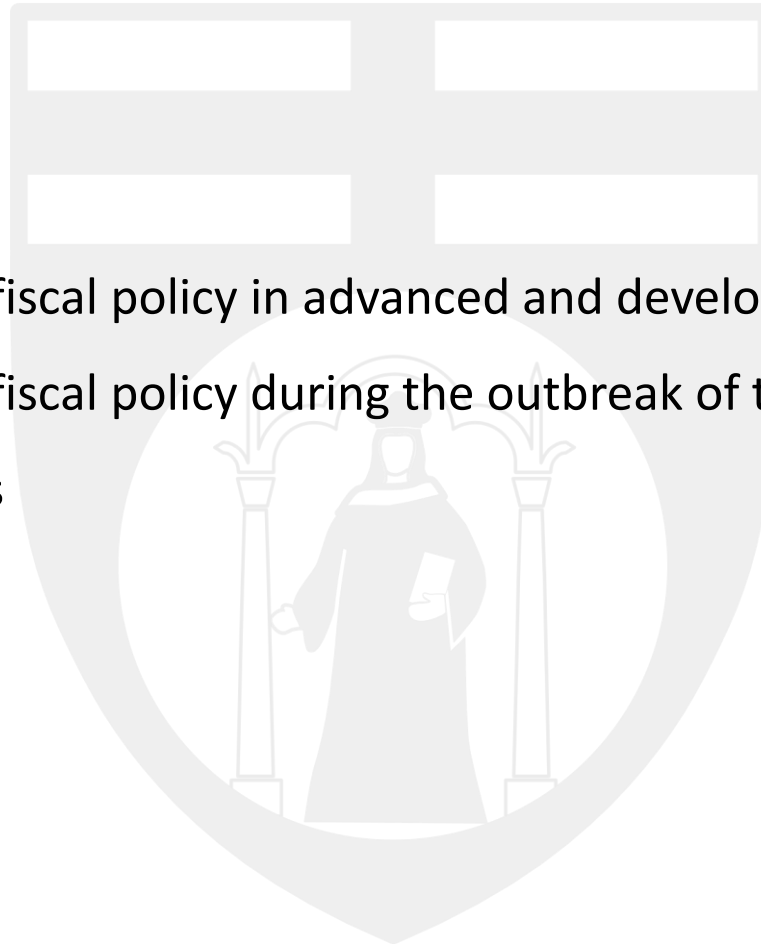 fiscal policy in advanced and develo
fiscal policy during the outbreak of t
s